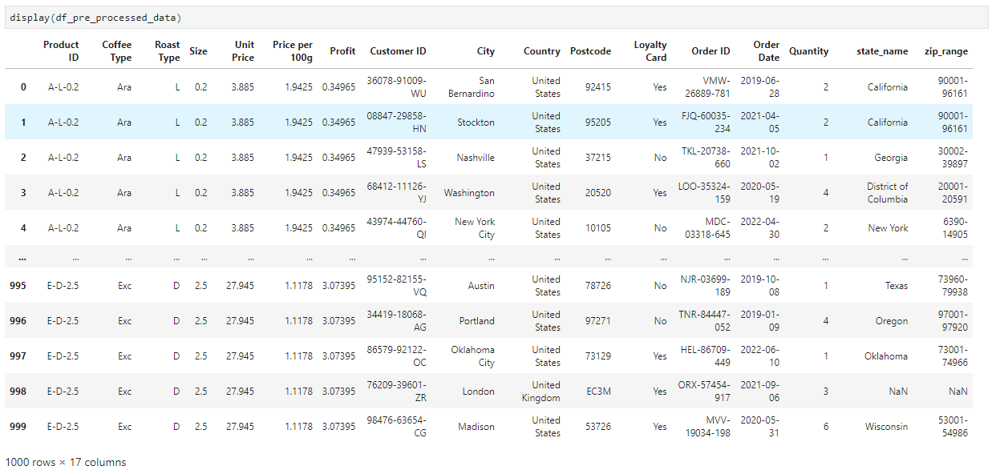 display(df_pre_processed_data)
Product ID Coffee Type Roast Type Size Unit Price Price per 100g Profit Customer ID City Country Postcode Loyalty Card Order ID Order Date Quantity state_name zip_range
0 A-L-0.2 Ara L 0.2 3.885 1.9425 0.34965 36078-91009-WU San Bernardino United States 92415 Yes VMW-26889-781 2019-06-28 2 California 90001-96161
1 A-L-0.2 Ara L 0.2 3.885 1.9425 0.34965 08847-29858-HN Stockton United States 95205 Yes FJQ-60035-234 2021-04-05 2 California 90001-96161
2 A-L-0.2 Ara L 0.2 3.885 1.9425 0.34965 47939-53158-LS Nashville United States 37215 No TKL-20738-660 2021-10-02 1 Georgia 30002-39897
3 A-L-0.2 Ara L 0.2 3.885 1.9425 0.34965 68412-11126-YJ Washington United States 20520 Yes LOO-35324-159 2020-05-19 4 District of Columbia 20001-20591
4 A-L-0.2 Ara L 0.2 3.885 1.9425 0.34965 43974-44760-QI New York City United States 10105 No MDC-03318-645 2022-04-30 2 New York 6390-14905
... ... ... ... ... ... ... ... ... ... ... ... ... ... ... ... ... ...
995 E-D-2.5 Exc D 2.5 27.945 1.1178 3.07395 95152-82155-VQ Austin United States 78726 No NJR-03699-189 2019-10-08 1 Texas 73960-79938
996 E-D-2.5 Exc D 2.5 27.945 1.1178 3.07395 34419-18068-AG Portland United States 97271 No TNR-84447-052 2019-01-09 4 Oregon 97001-97920
997 E-D-2.5 Exc D 2.5 27.945 1.1178 3.07395 86579-92122-OC Oklahoma City United States 73129 Yes HEL-86709-449 2022-06-10 1 Oklahoma 73001-74966
998 E-D-2.5 Exc D 2.5 27.945 1.1178 3.07395 76209-39601-ZR London United Kingdom EC3M Yes ORX-57454-917 2021-09-06 3 NaN NaN
999 E-D-2.5 Exc D 2.5 27.945 1.1178 3.07395 98476-63654-CG Madison United States 53726 Yes MVV-19034-198 2020-05-31 6 Wisconsin 53001-54986
1000 rows × 17 columns